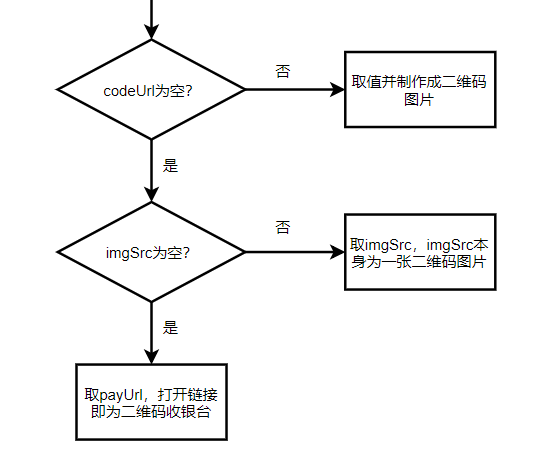 否
codeUrl为空?
取值并制作成二维码
图片
是
否
imgSrc为空?
取imgSrc，imgSrc本
身为一张二维码图片
是
取payUrl，打开链接
即为二维码收银台